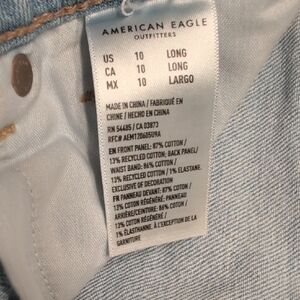 AMERICAN EAGLE
OUTFITTERS
US 10 LONG
CA 10 LONG
MX 10 LARGO
MADE IN CHINA / FABRIQUÉ EN
CHINE / HECHO EN CHINA
RN 54485 / CA 03873
RFC# AEM1206050J9A
EN FRONT PANEL: 87% COTTON /
13% RECYCLED COTTON; BACK PANEL/
WAIST BAND: 86% COTTON /
13% RECYCLED COTTON / 1% ELASTANE.
EXCLUSIVE OF DECORATION
FR PANNEAU DEVANT: 87% COTON /
13% COTON RÉGÉNÉRÉ; PANNEAU
ARRIÈRE/CEINTURE: 86% COTON /
13% COTON RÉGÉNÉRÉ /
1% ÉLASTHANNE. À L'EXCEPTION DE LA
GARNITURE